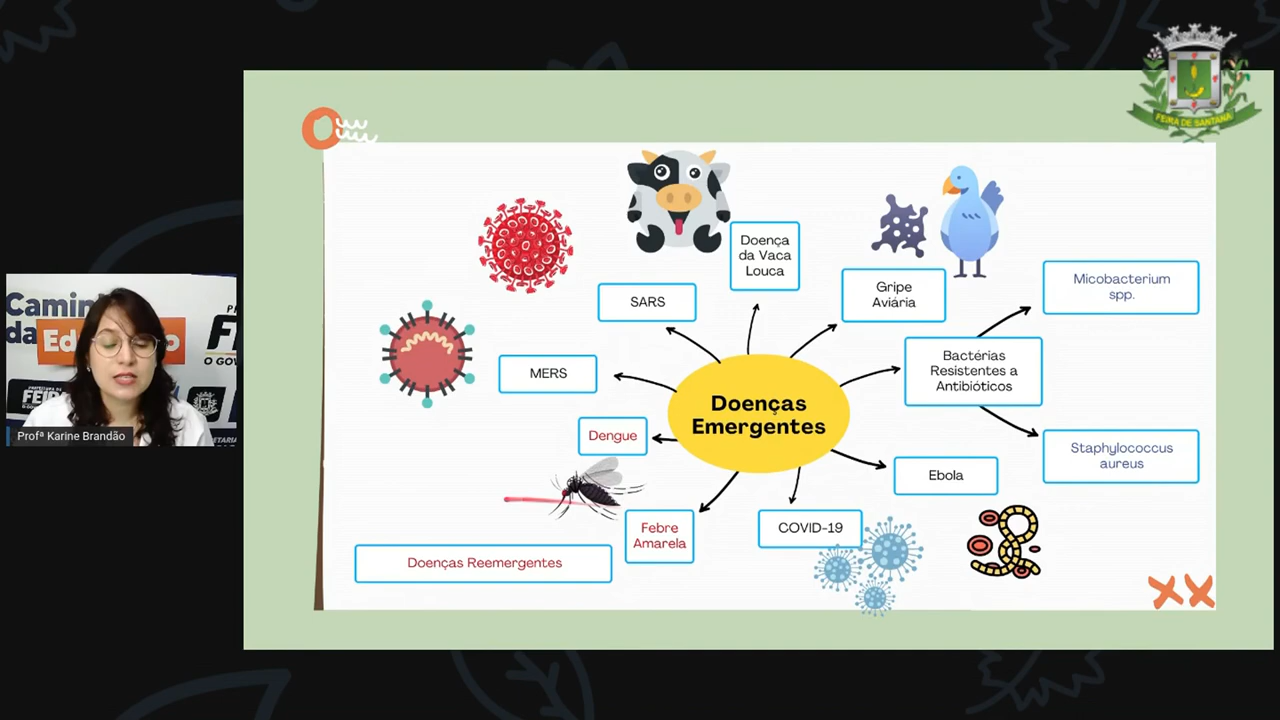 FEIRA DE SANTANA
Doença
da Vaca
Louca
Gripe
Aviária
Micobacterium
spp.
SARS
Bactérias
Resistentes a
Antibióticos
MERS
Doenças
Emergentes
Dengue
Staphylococcus
aureus
Ebola
Febre
Amarela
COVID-19
Doenças Reemergentes
Profª Karine Brandão